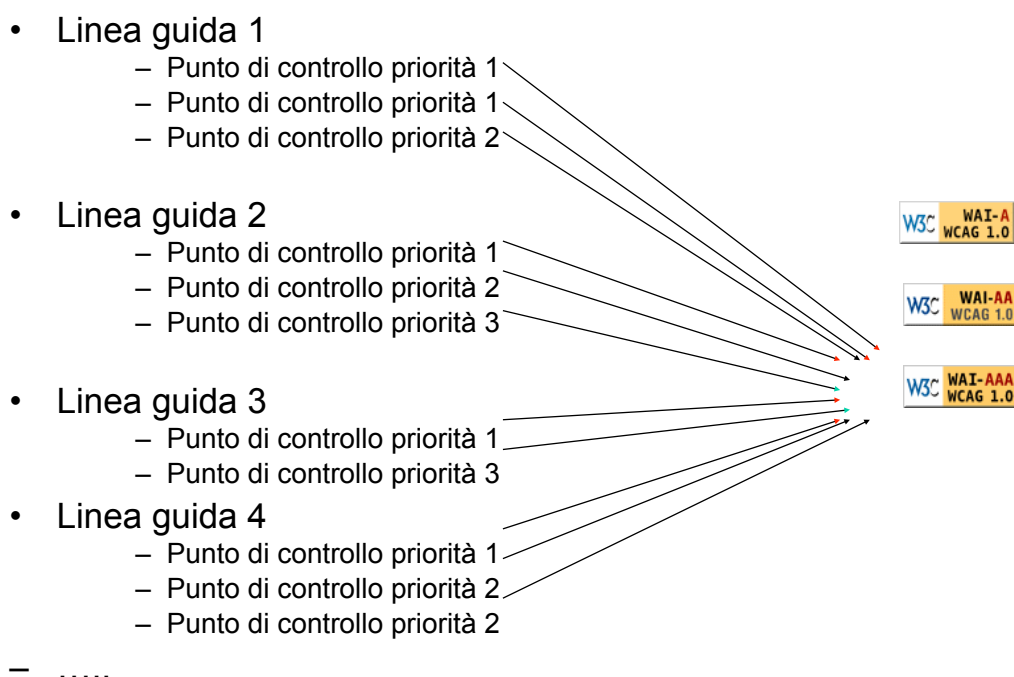 • Linea guida 1
– Punto di controllo priorità 1
– Punto di controllo priorità 1
– Punto di controllo priorità 2
• Linea guida 2
– Punto di controllo priorità 1
– Punto di controllo priorità 2
– Punto di controllo priorità 3
• Linea guida 3
– Punto di controllo priorità 1
– Punto di controllo priorità 3
• Linea guida 4
– Punto di controllo priorità 1
– Punto di controllo priorità 2
– Punto di controllo priorità 2
– .....
W3C WAI-A
WCAG 1.0
W3C WAI-AA
WCAG 1.0
W3C WAI-AAA
WCAG 1.0